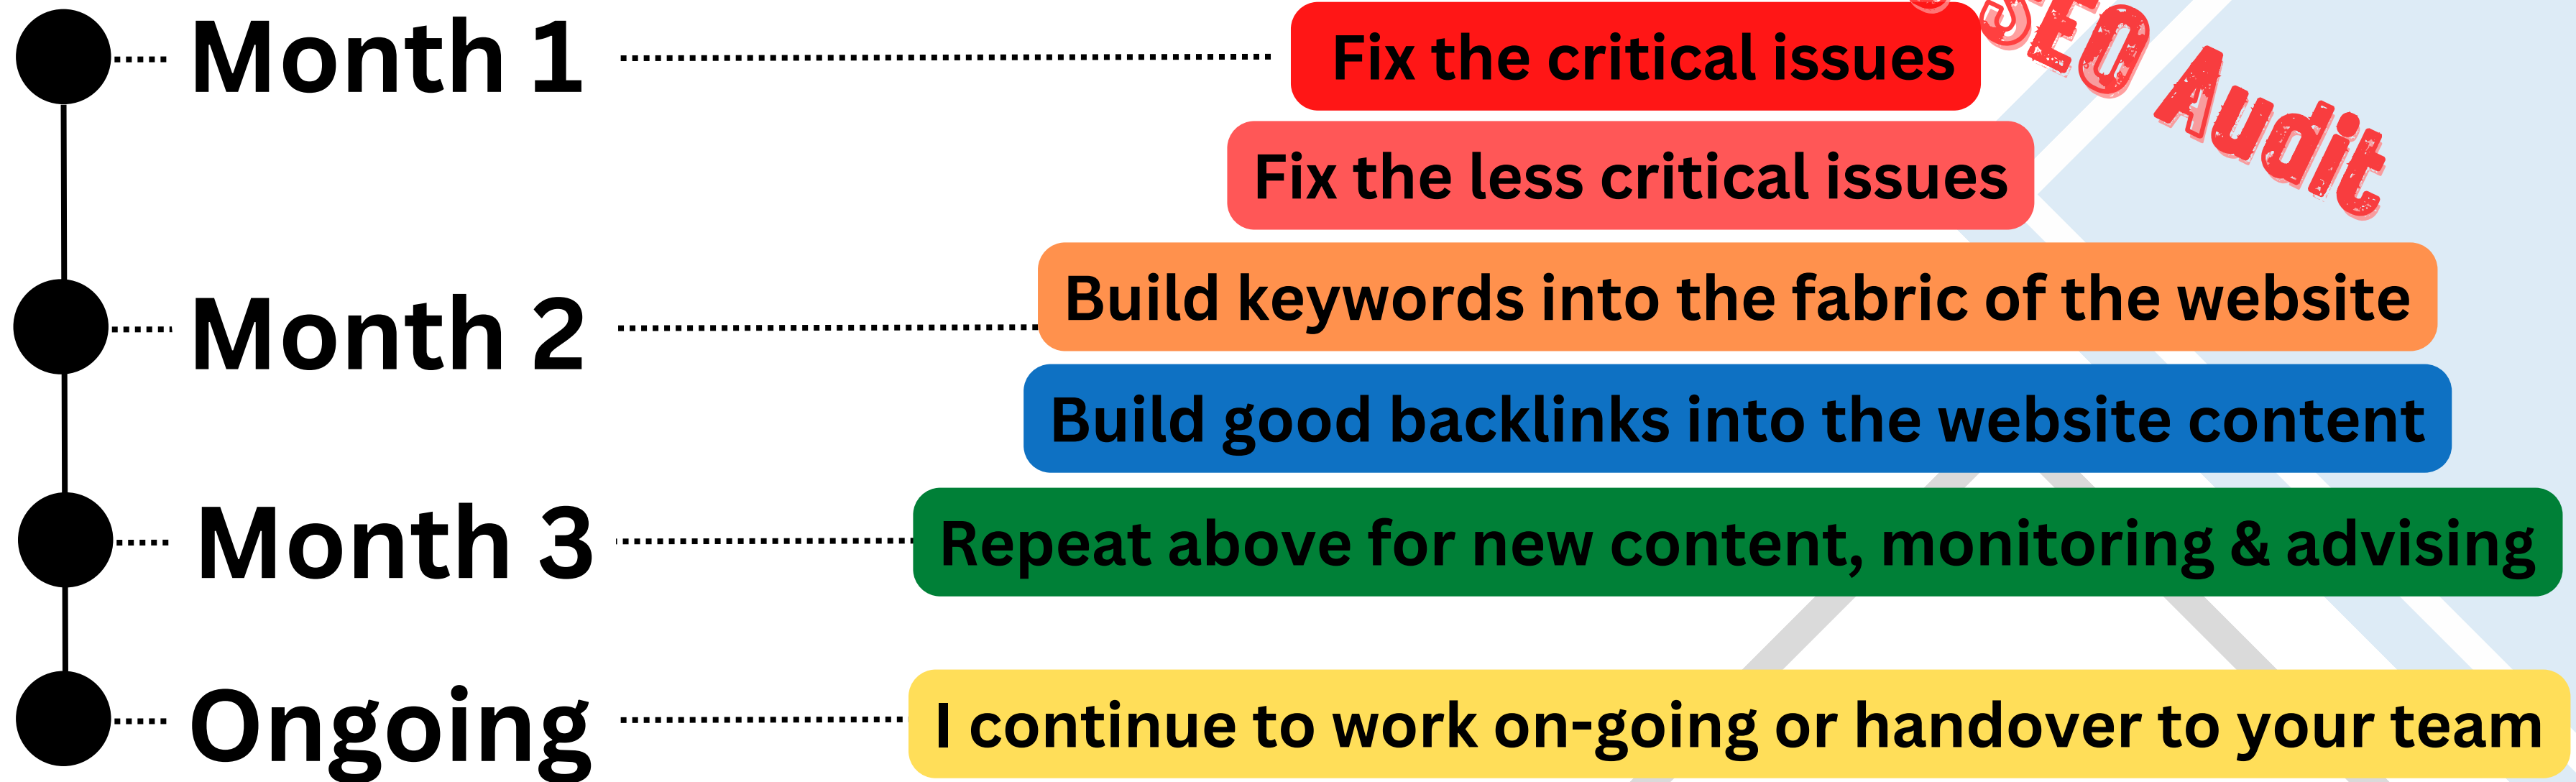 Month 1
Fix the critical issues
SEO Audit
Fix the less critical issues
Month 2
Build keywords into the fabric of the website
Build good backlinks into the website content
Month 3
Repeat above for new content, monitoring & advising
Ongoing
I continue to work on-going or handover to your team